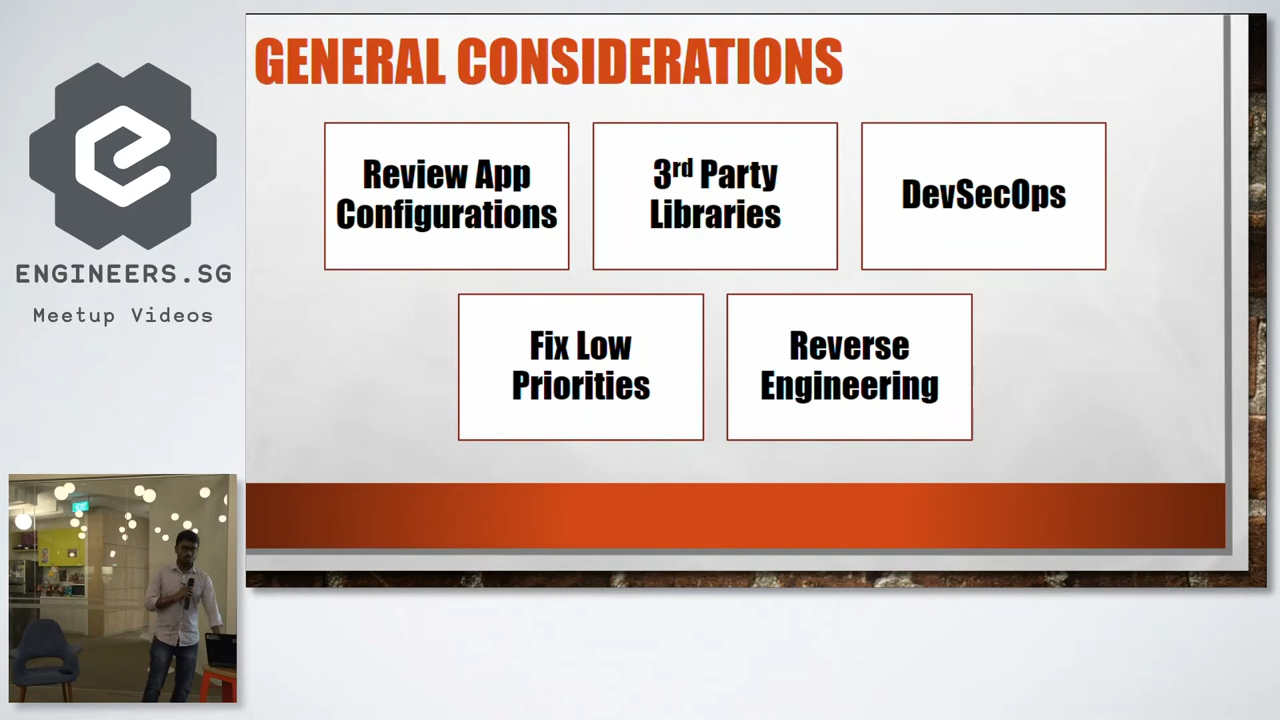 GENERAL CONSIDERATIONS
Review App
Configurations
3rd Party
Libraries
DevSecOps
Fix Low
Priorities
Reverse
Engineering
ENGINEERS.SG
Meetup Videos